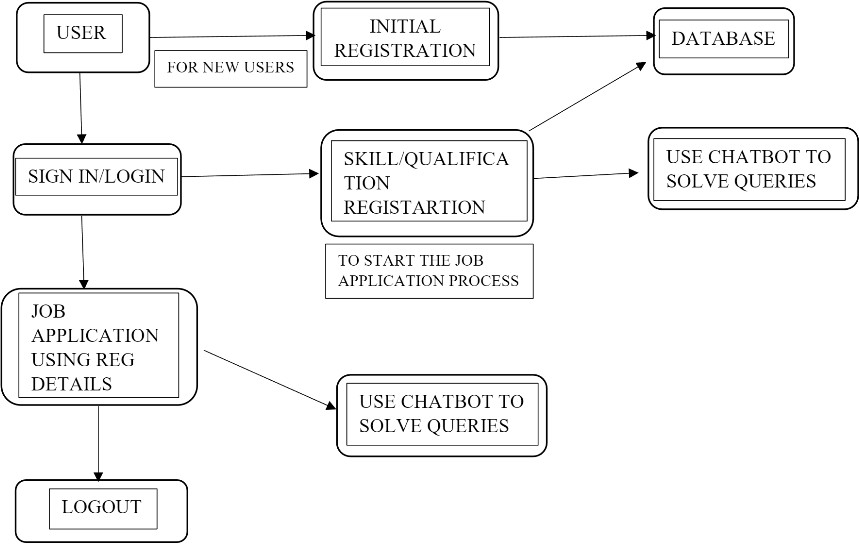 USER
FOR NEW USERS
INITIAL
REGISTRATION
DATABASE
SIGN IN/LOGIN
SKILL/QUALIFICA
TION
REGISTARTION
TO START THE JOB
APPLICATION PROCESS
USE CHATBOT TO
SOLVE QUERIES
JOB
APPLICATION
USING REG
DETAILS
USE CHATBOT TO
SOLVE QUERIES
LOGOUT